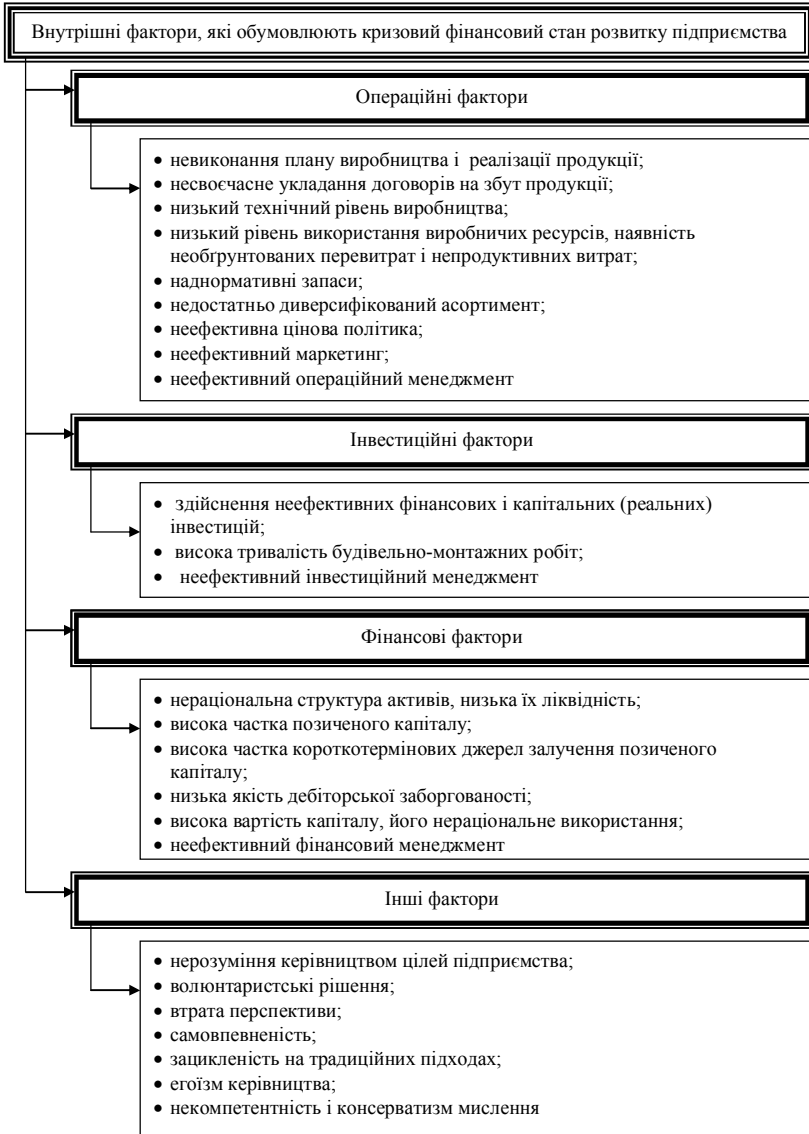 Внутрішні фактори, які обумовлюють кризовий фінансовий стан розвитку підприємства
Операційні фактори
• невиконання плану виробництва і реалізації продукції;
• несвоєчасне укладання договорів на збут продукції;
• низький технічний рівень виробництва;
• низький рівень використання виробничих ресурсів, наявність
необґрунтованих перевитрат і непродуктивних витрат;
• наднормативні запаси;
• недостатньо диверсифікований асортимент;
• неефективна цінова політика;
• неефективний маркетинг;
• неефективний операційний менеджмент
Інвестиційні фактори
• здійснення неефективних фінансових і капітальних (реальних)
інвестицій;
• висока тривалість будівельно-монтажних робіт;
• неефективний інвестиційний менеджмент
Фінансові фактори
• нераціональна структура активів, низька їх ліквідність;
• висока частка позиченого капіталу;
• висока частка короткотермінових джерел залучення позиченого
капіталу;
• низька якість дебіторської заборгованості;
• висока вартість капіталу, його нераціональне використання;
• неефективний фінансовий менеджмент
Інші фактори
• нерозуміння керівництвом цілей підприємства;
• волюнтаристські рішення;
• втрата перспективи;
• самовпевненість;
• зацикленість на традиційних підходах;
• егоїзм керівництва;
• некомпетентність і консерватизм мислення